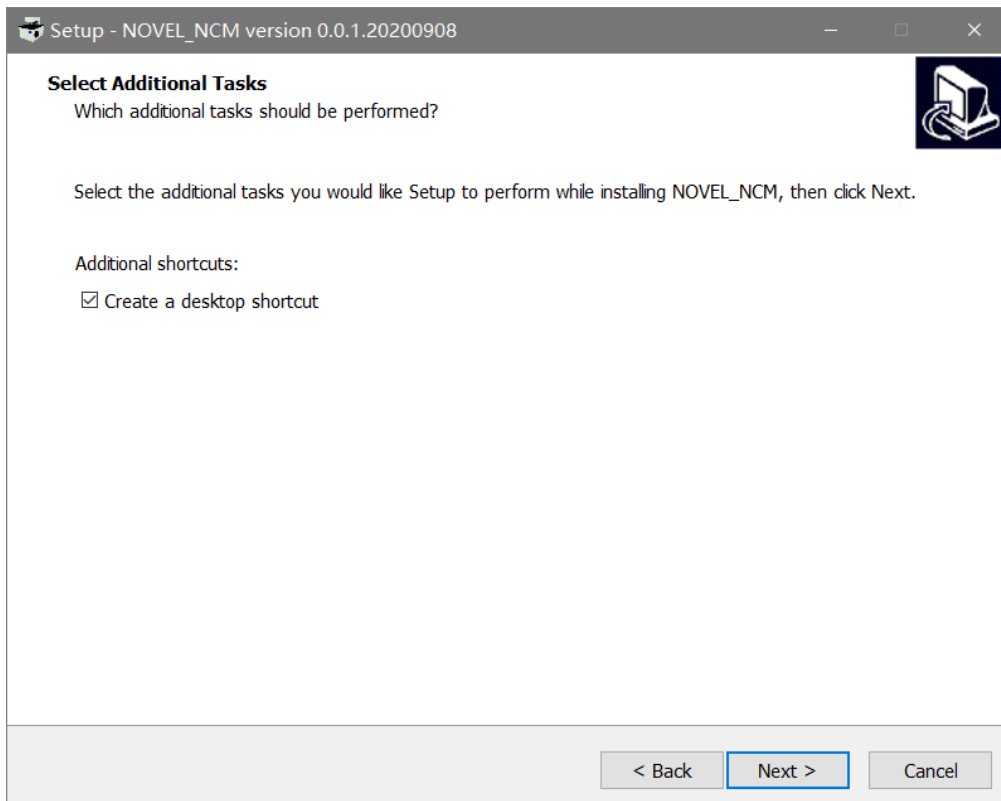 Setup - NOVEL_NCM version 0.0.1.20200908
Select Additional Tasks
Which additional tasks should be performed?
Select the additional tasks you would like Setup to perform while installing NOVEL_NCM, then click Next.
Additional shortcuts:
Create a desktop shortcut
< Back
Next >
Cancel